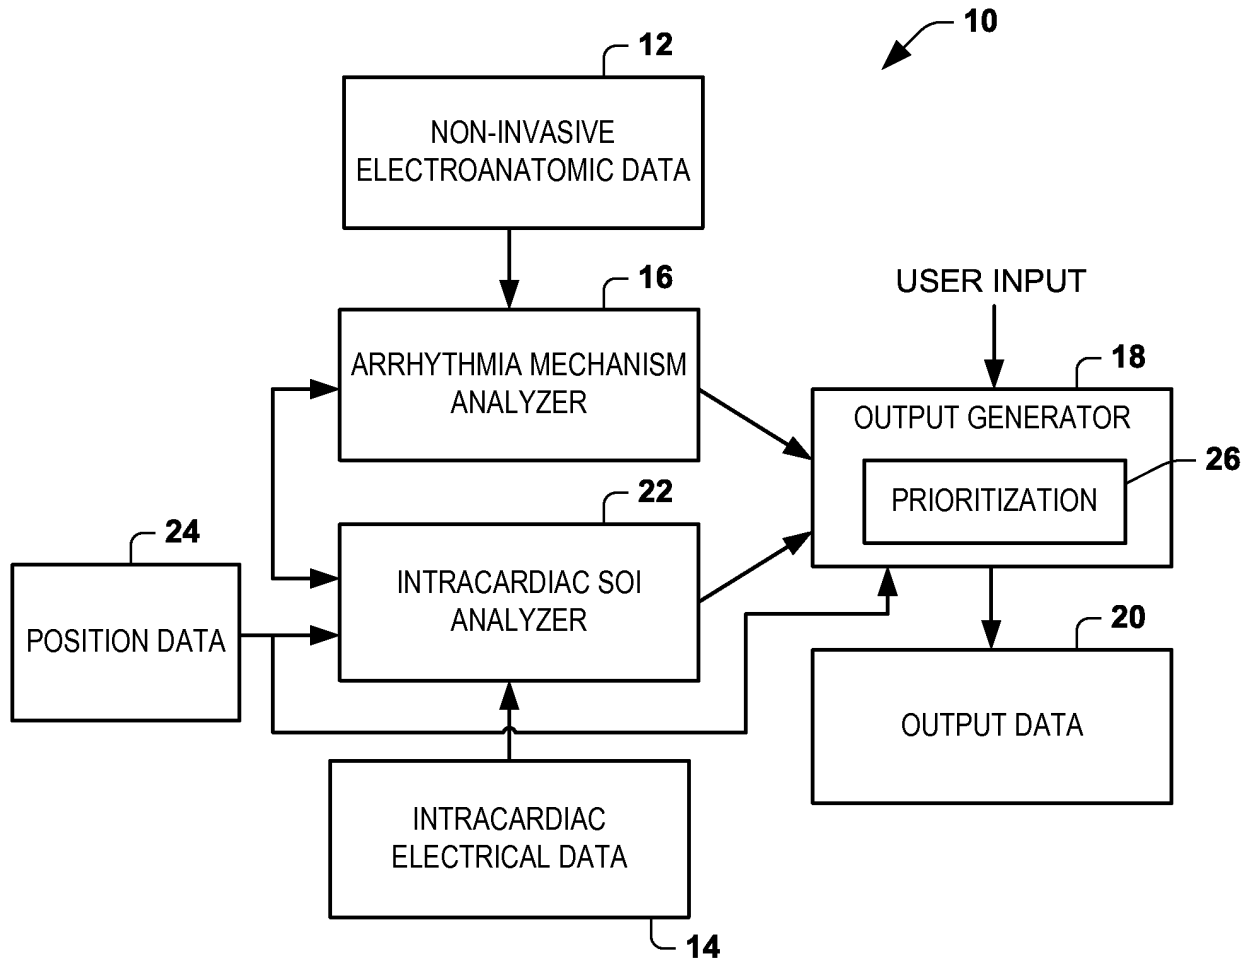 10
12
NON-INVASIVE
ELECTROANATOMIC DATA
16
ARRHYTHMIA MECHANISM
ANALYZER
USER INPUT
18
OUTPUT GENERATOR
26
PRIORITIZATION
22
INTRACARDIAC SOI
ANALYZER
24
POSITION DATA
20
OUTPUT DATA
INTRACARDIAC
ELECTRICAL DATA
14